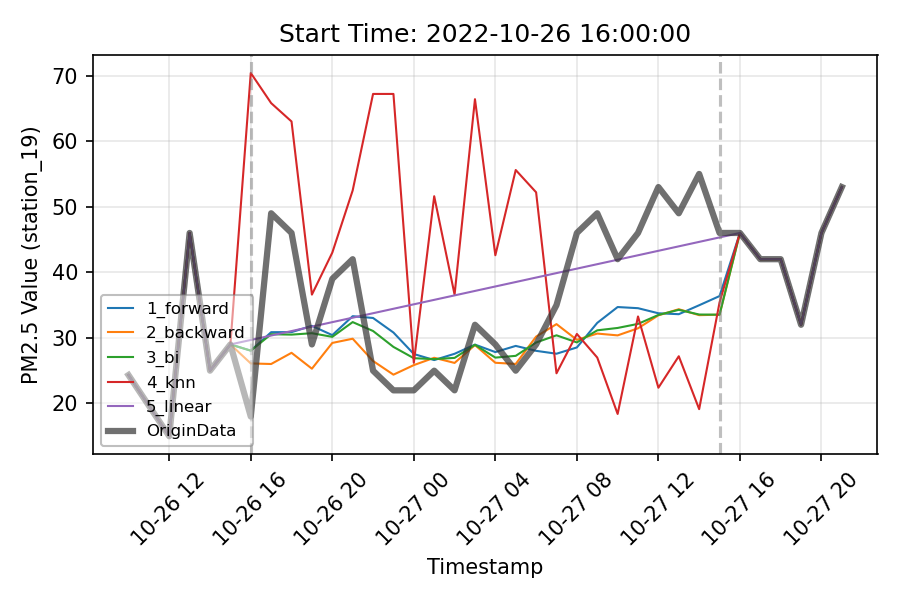 Start Time: 2022-10-26 16:00:00
PM2.5 Value (station_19)
70
60
50
40
30
20
1_forward
2_backward
3_bi
4_knn
5_linear
OriginData
10-26 12
10-26 16
10-26 20
10-27 00
10-27 04
10-27 08
10-27 12
10-27 16
10-27 20
Timestamp